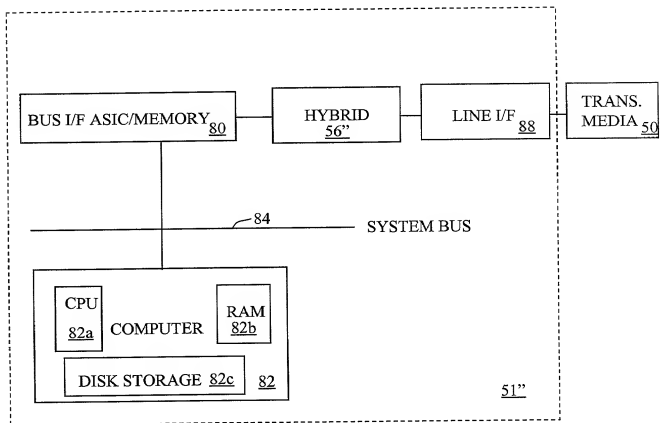 BUS I/F ASIC/MEMORY 80
HYBRID
56”
LINE I/F
88
TRANS.
MEDIA 50
84
SYSTEM BUS
CPU
82a
COMPUTER
RAM
82b
DISK STORAGE 82c
82
51”